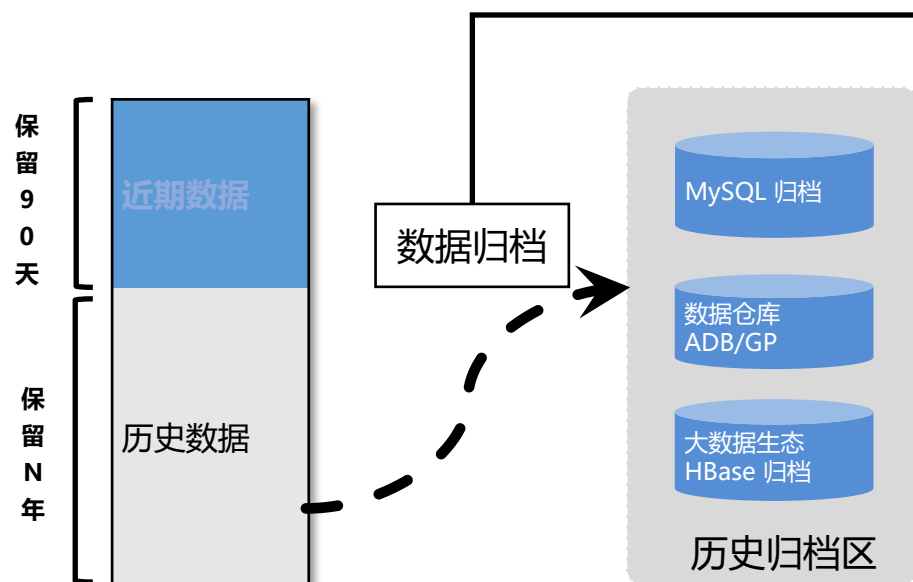 保留90天
近期数据
保留N年
历史数据
数据归档
MySQL 归档
数据仓库
ADB/GP
大数据生态
HBase 归档
历史归档区